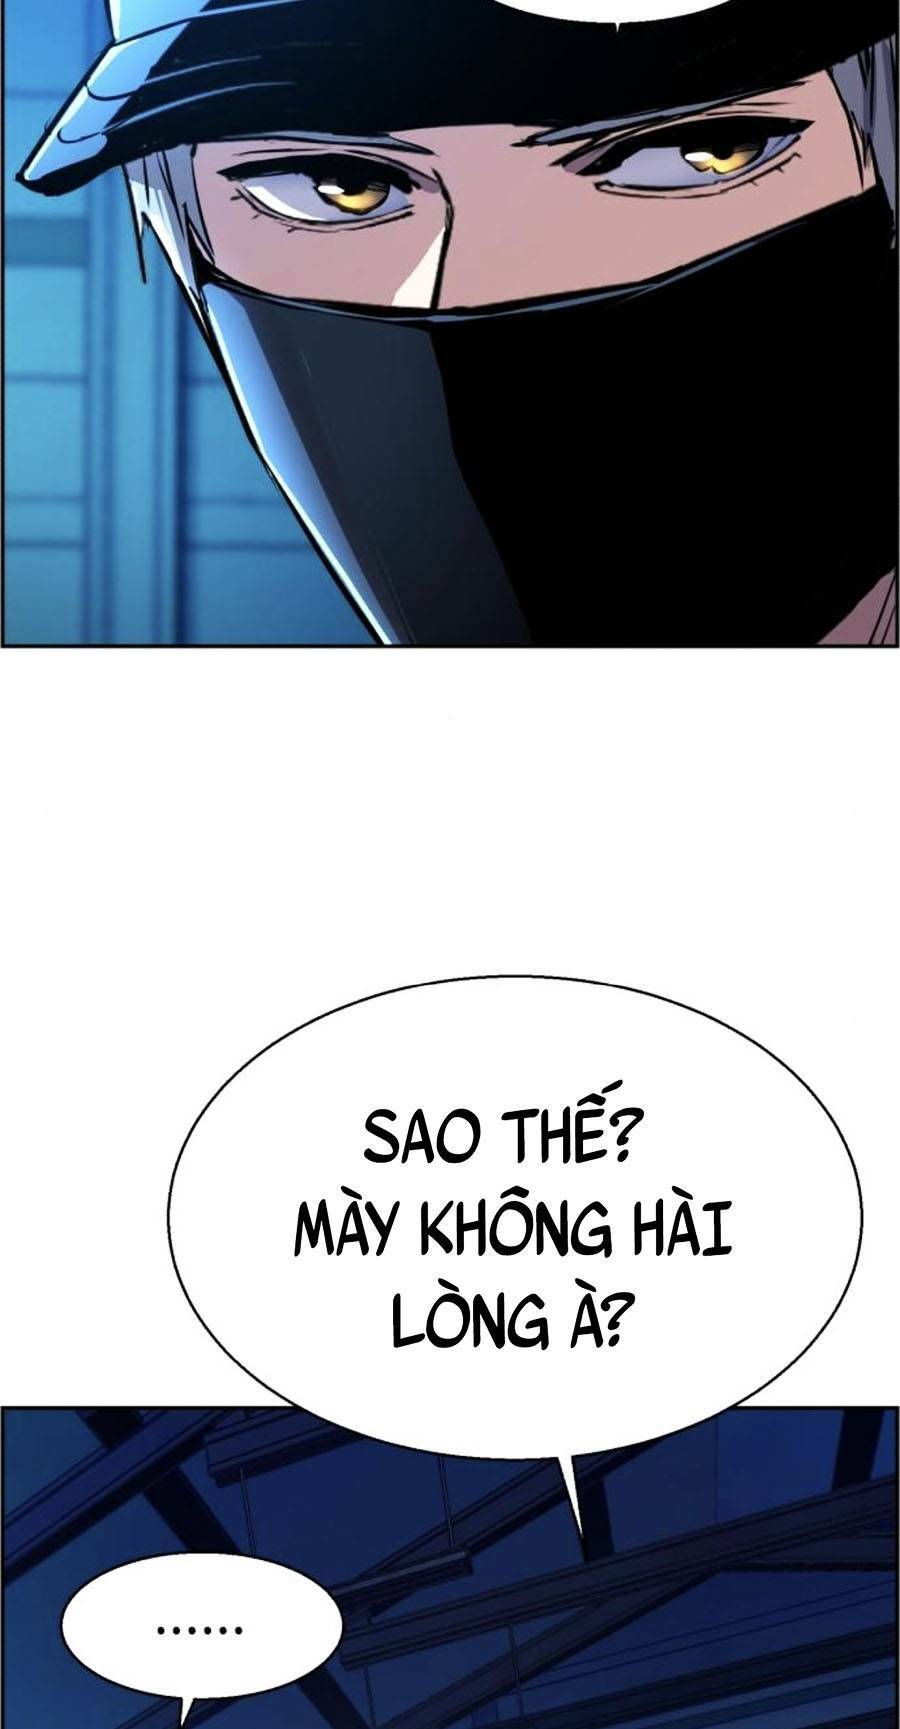 SAO THẾ?
MÀY KHÔNG HÀI
LÒNG À?
......